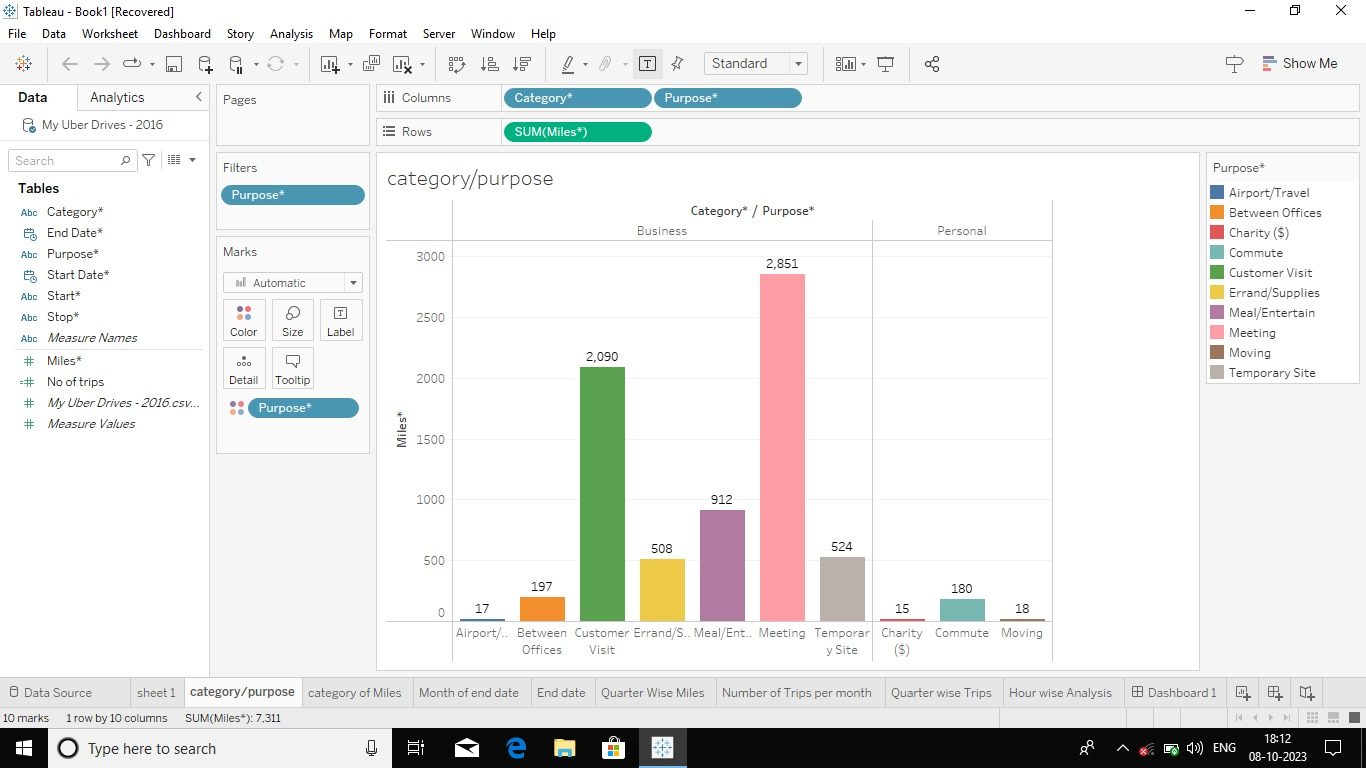 Tableau - Book1 [Recovered]
File Data Worksheet Dashboard Story Analysis Map Format Server Window Help
Standard
Show Me
Data Analytics
My Uber Drives - 2016
Search
Tables
Abc Category*
End Date*
Abc Purpose*
Start Date*
Abc Start*
Abc Stop*
Abc Measure Names
# Miles*
=# No of trips
# My Uber Drives - 2016.csv...
# Measure Values
Pages
Filters
Purpose*
Marks
Automatic
Color Size Label
Detail Tooltip
Purpose*
Columns Category* Purpose*
Rows SUM(Miles*)
category/purpose
Category* / Purpose*
Business Personal
Miles*
3000
2500
2000
1500
1000
500
0
17
197
2,090
508
912
2,851
524
15
180
18
Airport/..
Between
Offices
Customer
Visit
Errand/S..
Meal/Ent..
Meeting
Temporar
y Site
Charity
($)
Commute
Moving
Purpose*
Airport/Travel
Between Offices
Charity ($)
Commute
Customer Visit
Errand/Supplies
Meal/Entertain
Meeting
Moving
Temporary Site
Data Source sheet 1 category/purpose category of Miles Month of end date End date Quarter Wise Miles Number of Trips per month Quarter wise Trips Hour wise Analysis Dashboard 1
10 marks 1 row by 10 columns SUM(Miles*): 7,311
Type here to search
ENG
18:12
08-10-2023